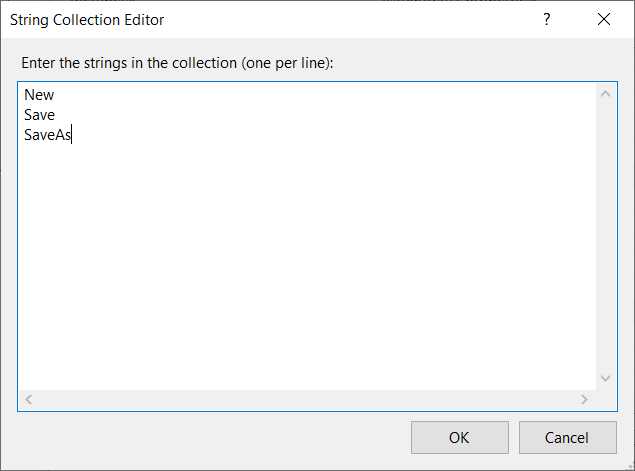 String Collection Editor
?
Enter the strings in the collection (one per line):
New
Save
SaveAs
OK Cancel